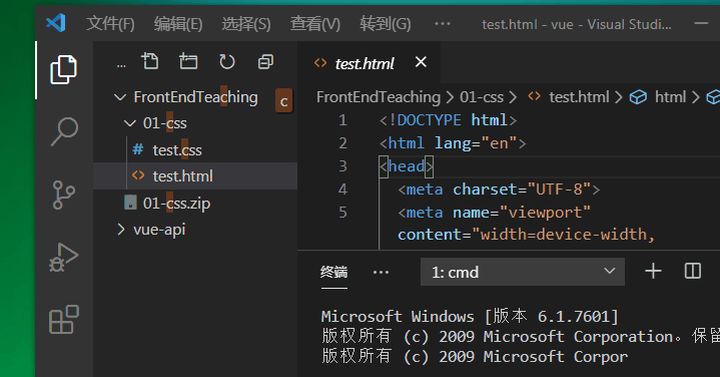 文件(F) 编辑(E) 选择(S) 查看(V) 转到(G) ··· test.html - vue - Visual Studi...
... test.html
FrontEndTeaching c
01-css
# test.css
<> test.html
01-css.zip
vue-api
FrontEndTeaching > 01-css > <> test.html > html >
1 <!DOCTYPE html>
2 <html lang="en">
3 <head>
4 <meta charset="UTF-8">
5 <meta name="viewport"
content="width=device-width,
终端 ··· 1: cmd
Microsoft Windows [版本 6.1.7601]
版权所有 (c) 2009 Microsoft Corporation。保留
版权所有 (c) 2009 Microsoft Corpor